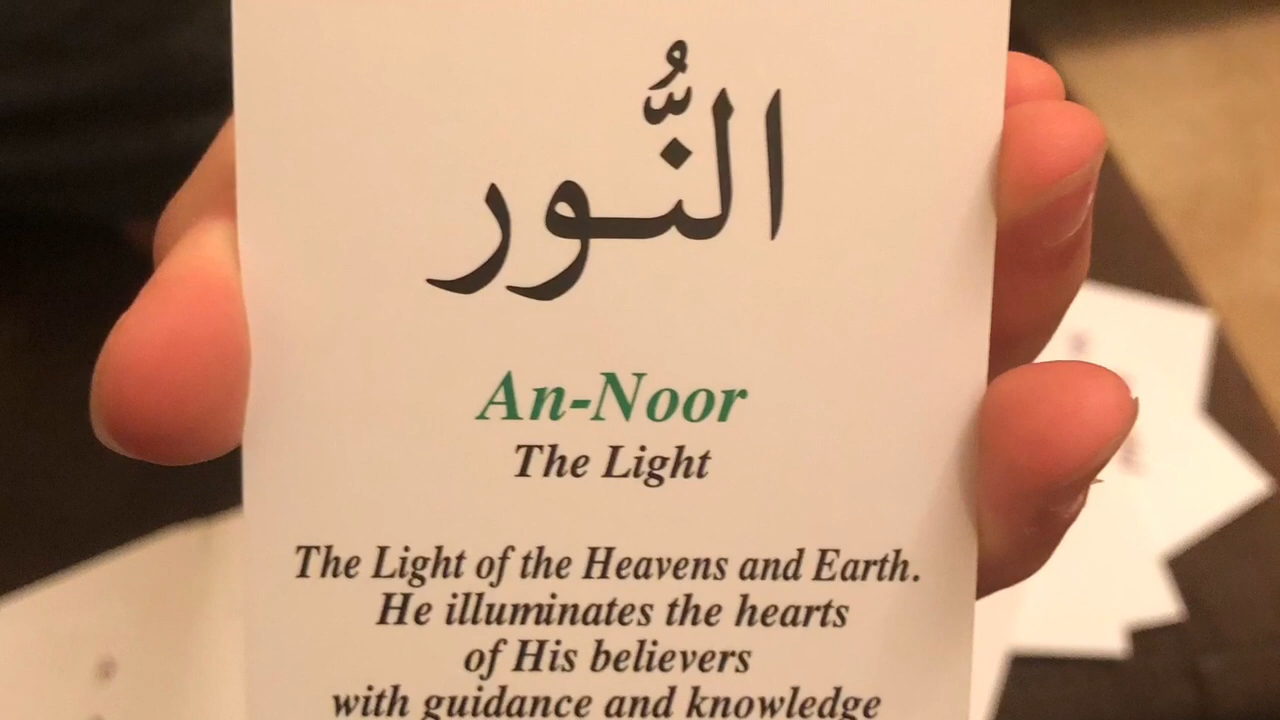 النُّور
An-Noor
The Light
The Light of the Heavens and Earth.
He illuminates the hearts
of His believers
with guidance and knowledge